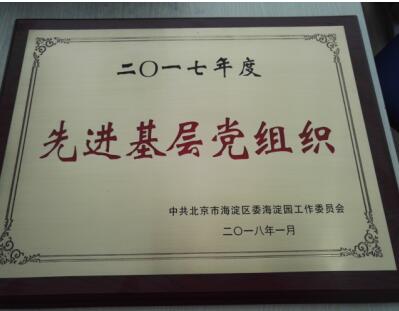 二〇一七年度
先进基层党组织
中共北京市海淀区委海淀园工作委员会
二〇一八年一月